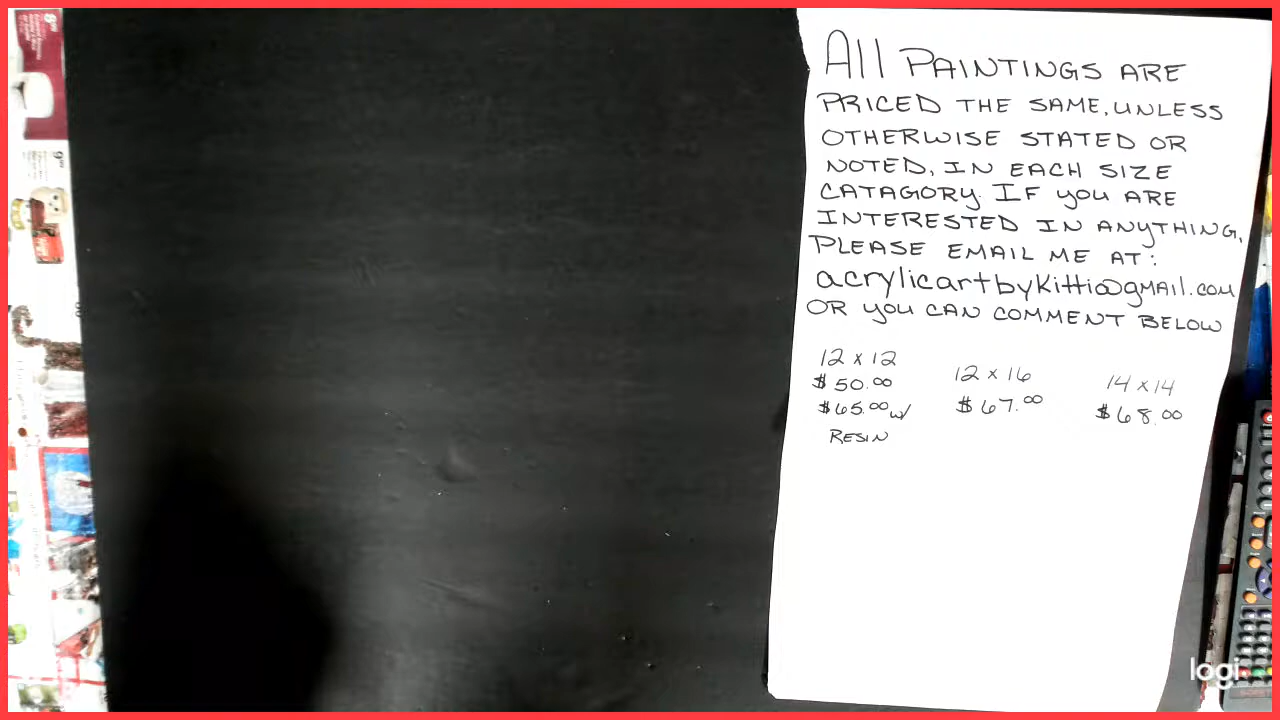 All PAINTINGS ARE
PRICED THE SAME, UNLESS
OTHERWISE STATED OR
NOTED, IN EACH SIZE
CATAGORY. IF YOU ARE
INTERESTED IN ANYTHING,
PLEASE EMAIL ME AT:
acrylicartbyKitti@gmail.com
OR YOU CAN COMMENT BELOW
12 x 12
$50.00
$65.00 w/
RESIN
12 x 16
$67.00
14 x 14
$68.00
logi